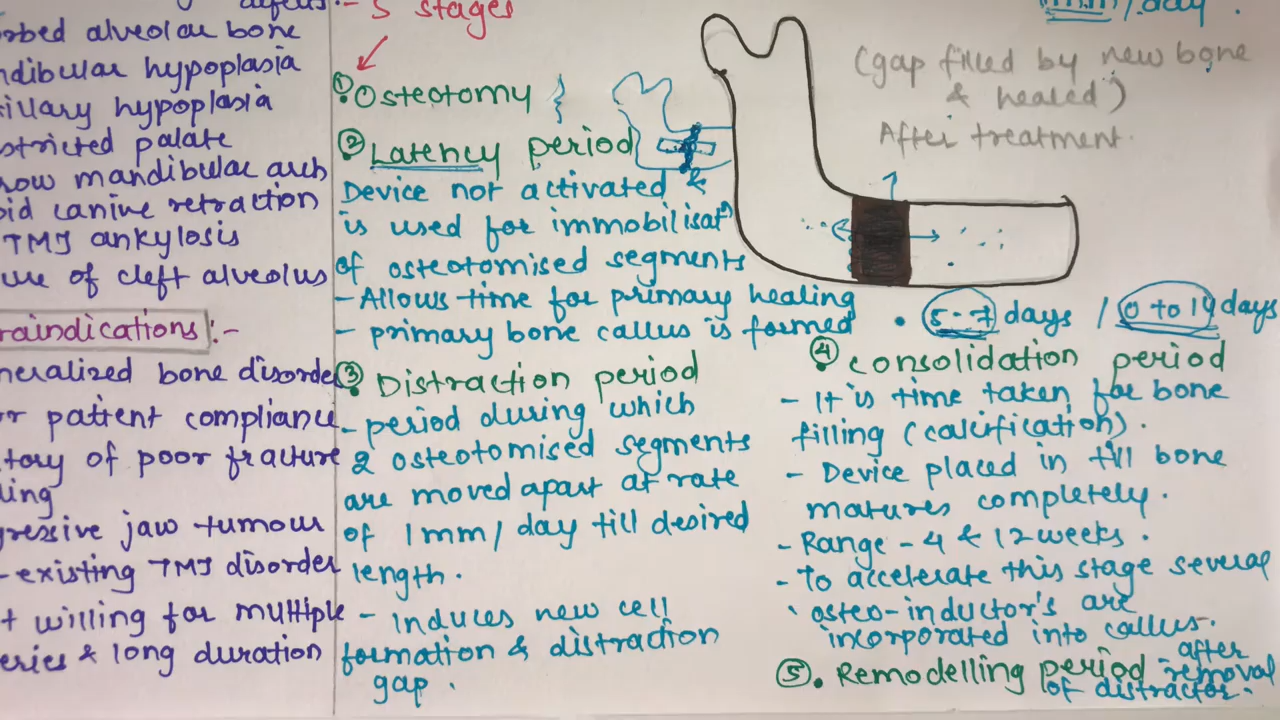 :- 5 stages
mm/day.
rbed alveolar bone
ndibular hypoplasia
illary hypoplasia
stricted palate
row mandibular arch
oid canine retraction
TMJ ankylosis
ure of cleft alveolus
raindications :-
neralized bone disorder
or patient compliance
tory of poor fracture
ling
gressive jaw tumour
-existing TMJ disorder
t willing for multiple
eries & long duration
① Osteotomy
② Latency period
Device not activated &
is used for immobilisatⁿ
of osteotomised segments
- Allows time for primary healing
- primary bone callus is formed • 5-7 days / 0 to 14 days
③ Distraction period
- period during which
2 osteotomised segments
are moved apart at rate
of 1mm/day till desired
length.
- Induces new cell
formation & distraction
gap.
(gap filled by new bone
& healed)
After treatment.
④ Consolidation period
- It is time taken for bone
filling (calcification).
- Device placed in till bone
matures completely.
- Range - 4 & 12 weeks.
- To accelerate this stage several
osteo-inductor's are
incorporated into callus.
⑤. Remodelling period - after
removal
of distractor.